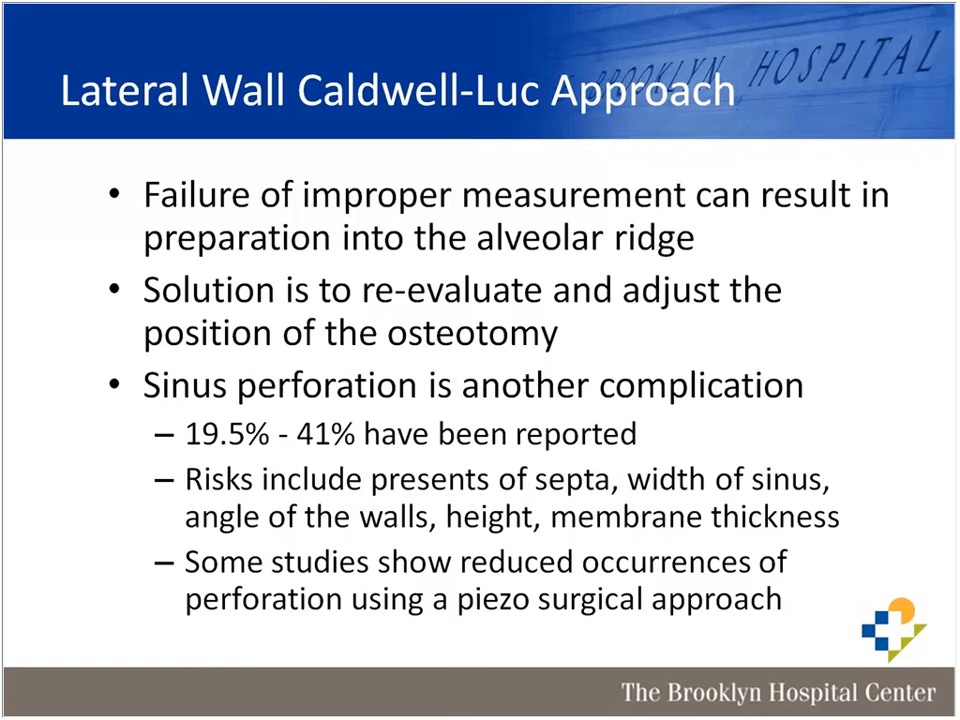 BROOKLYN HOSPITAL
Lateral Wall Caldwell-Luc Approach
• Failure of improper measurement can result in
preparation into the alveolar ridge
• Solution is to re-evaluate and adjust the
position of the osteotomy
• Sinus perforation is another complication
– 19.5% - 41% have been reported
– Risks include presents of septa, width of sinus,
angle of the walls, height, membrane thickness
– Some studies show reduced occurrences of
perforation using a piezo surgical approach
The Brooklyn Hospital Center